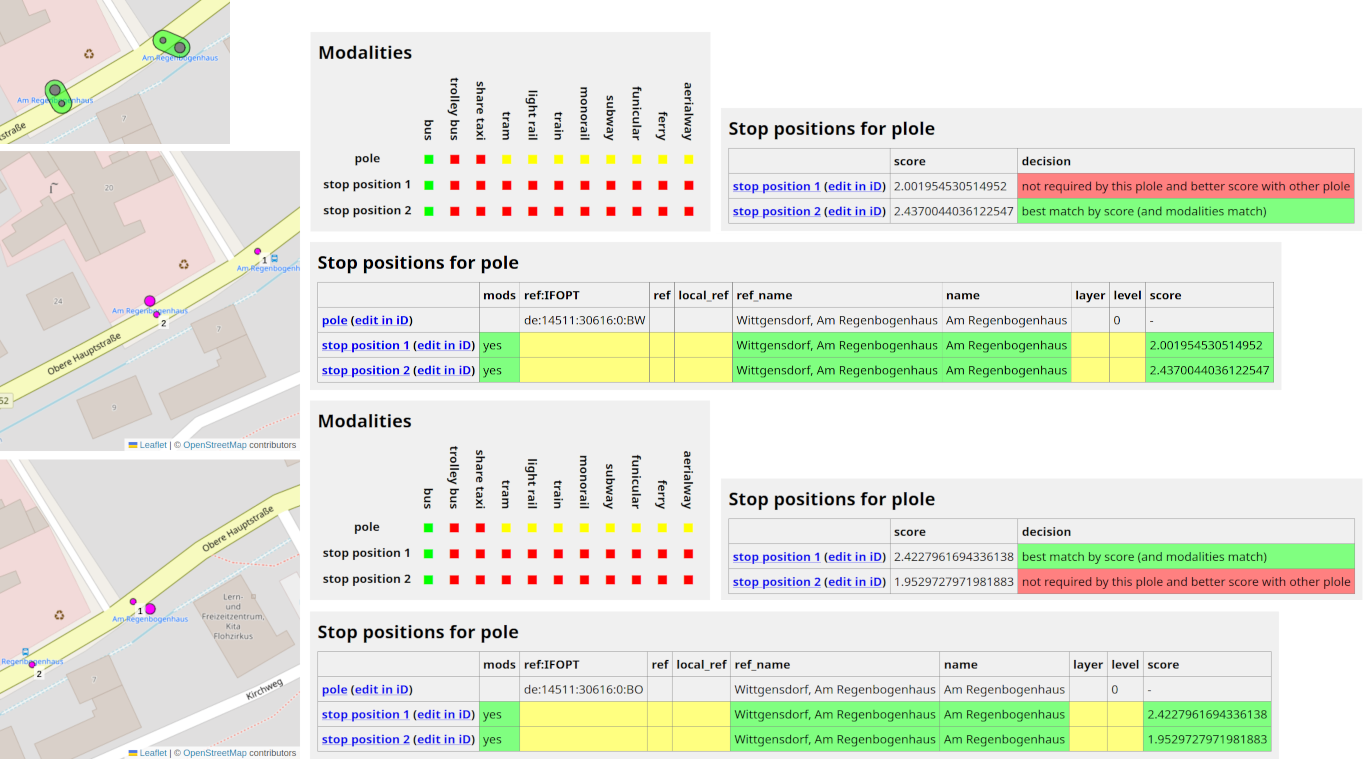 Am Regenbogenhaus
Am Regenbogenhaus
7
20
24
Am Regenbogenhaus
1
Am Regenbogenh
2
7
Obere Hauptstraße
52
9
Leaflet | © OpenStreetMap contributors
Obere Hauptstraße
1
Am Regenbogenhaus
Lern-
und
Freizeitzentrum,
Kita
Flohzirkus
Regenbogenhaus
2
7
Kirchweg
Leaflet | © OpenStreetMap contributors
Modalities
bus trolley bus share taxi tram light rail train monorail subway funicular ferry aerialway
pole
stop position 1
stop position 2
Stop positions for plole
score decision
stop position 1 (edit in iD) 2.001954530514952 not required by this plole and better score with other plole
stop position 2 (edit in iD) 2.4370044036122547 best match by score (and modalities match)
Stop positions for pole
mods ref:IFOPT ref local_ref ref_name name layer level score
pole (edit in iD) de:14511:30616:0:BW Wittgensdorf, Am Regenbogenhaus Am Regenbogenhaus 0 -
stop position 1 (edit in iD) yes Wittgensdorf, Am Regenbogenhaus Am Regenbogenhaus 2.001954530514952
stop position 2 (edit in iD) yes Wittgensdorf, Am Regenbogenhaus Am Regenbogenhaus 2.4370044036122547
Modalities
bus trolley bus share taxi tram light rail train monorail subway funicular ferry aerialway
pole
stop position 1
stop position 2
Stop positions for plole
score decision
stop position 1 (edit in iD) 2.4227961694336138 best match by score (and modalities match)
stop position 2 (edit in iD) 1.9529727971981883 not required by this plole and better score with other plole
Stop positions for pole
mods ref:IFOPT ref local_ref ref_name name layer level score
pole (edit in iD) de:14511:30616:0:BO Wittgensdorf, Am Regenbogenhaus Am Regenbogenhaus 0 -
stop position 1 (edit in iD) yes Wittgensdorf, Am Regenbogenhaus Am Regenbogenhaus 2.4227961694336138
stop position 2 (edit in iD) yes Wittgensdorf, Am Regenbogenhaus Am Regenbogenhaus 1.9529727971981883